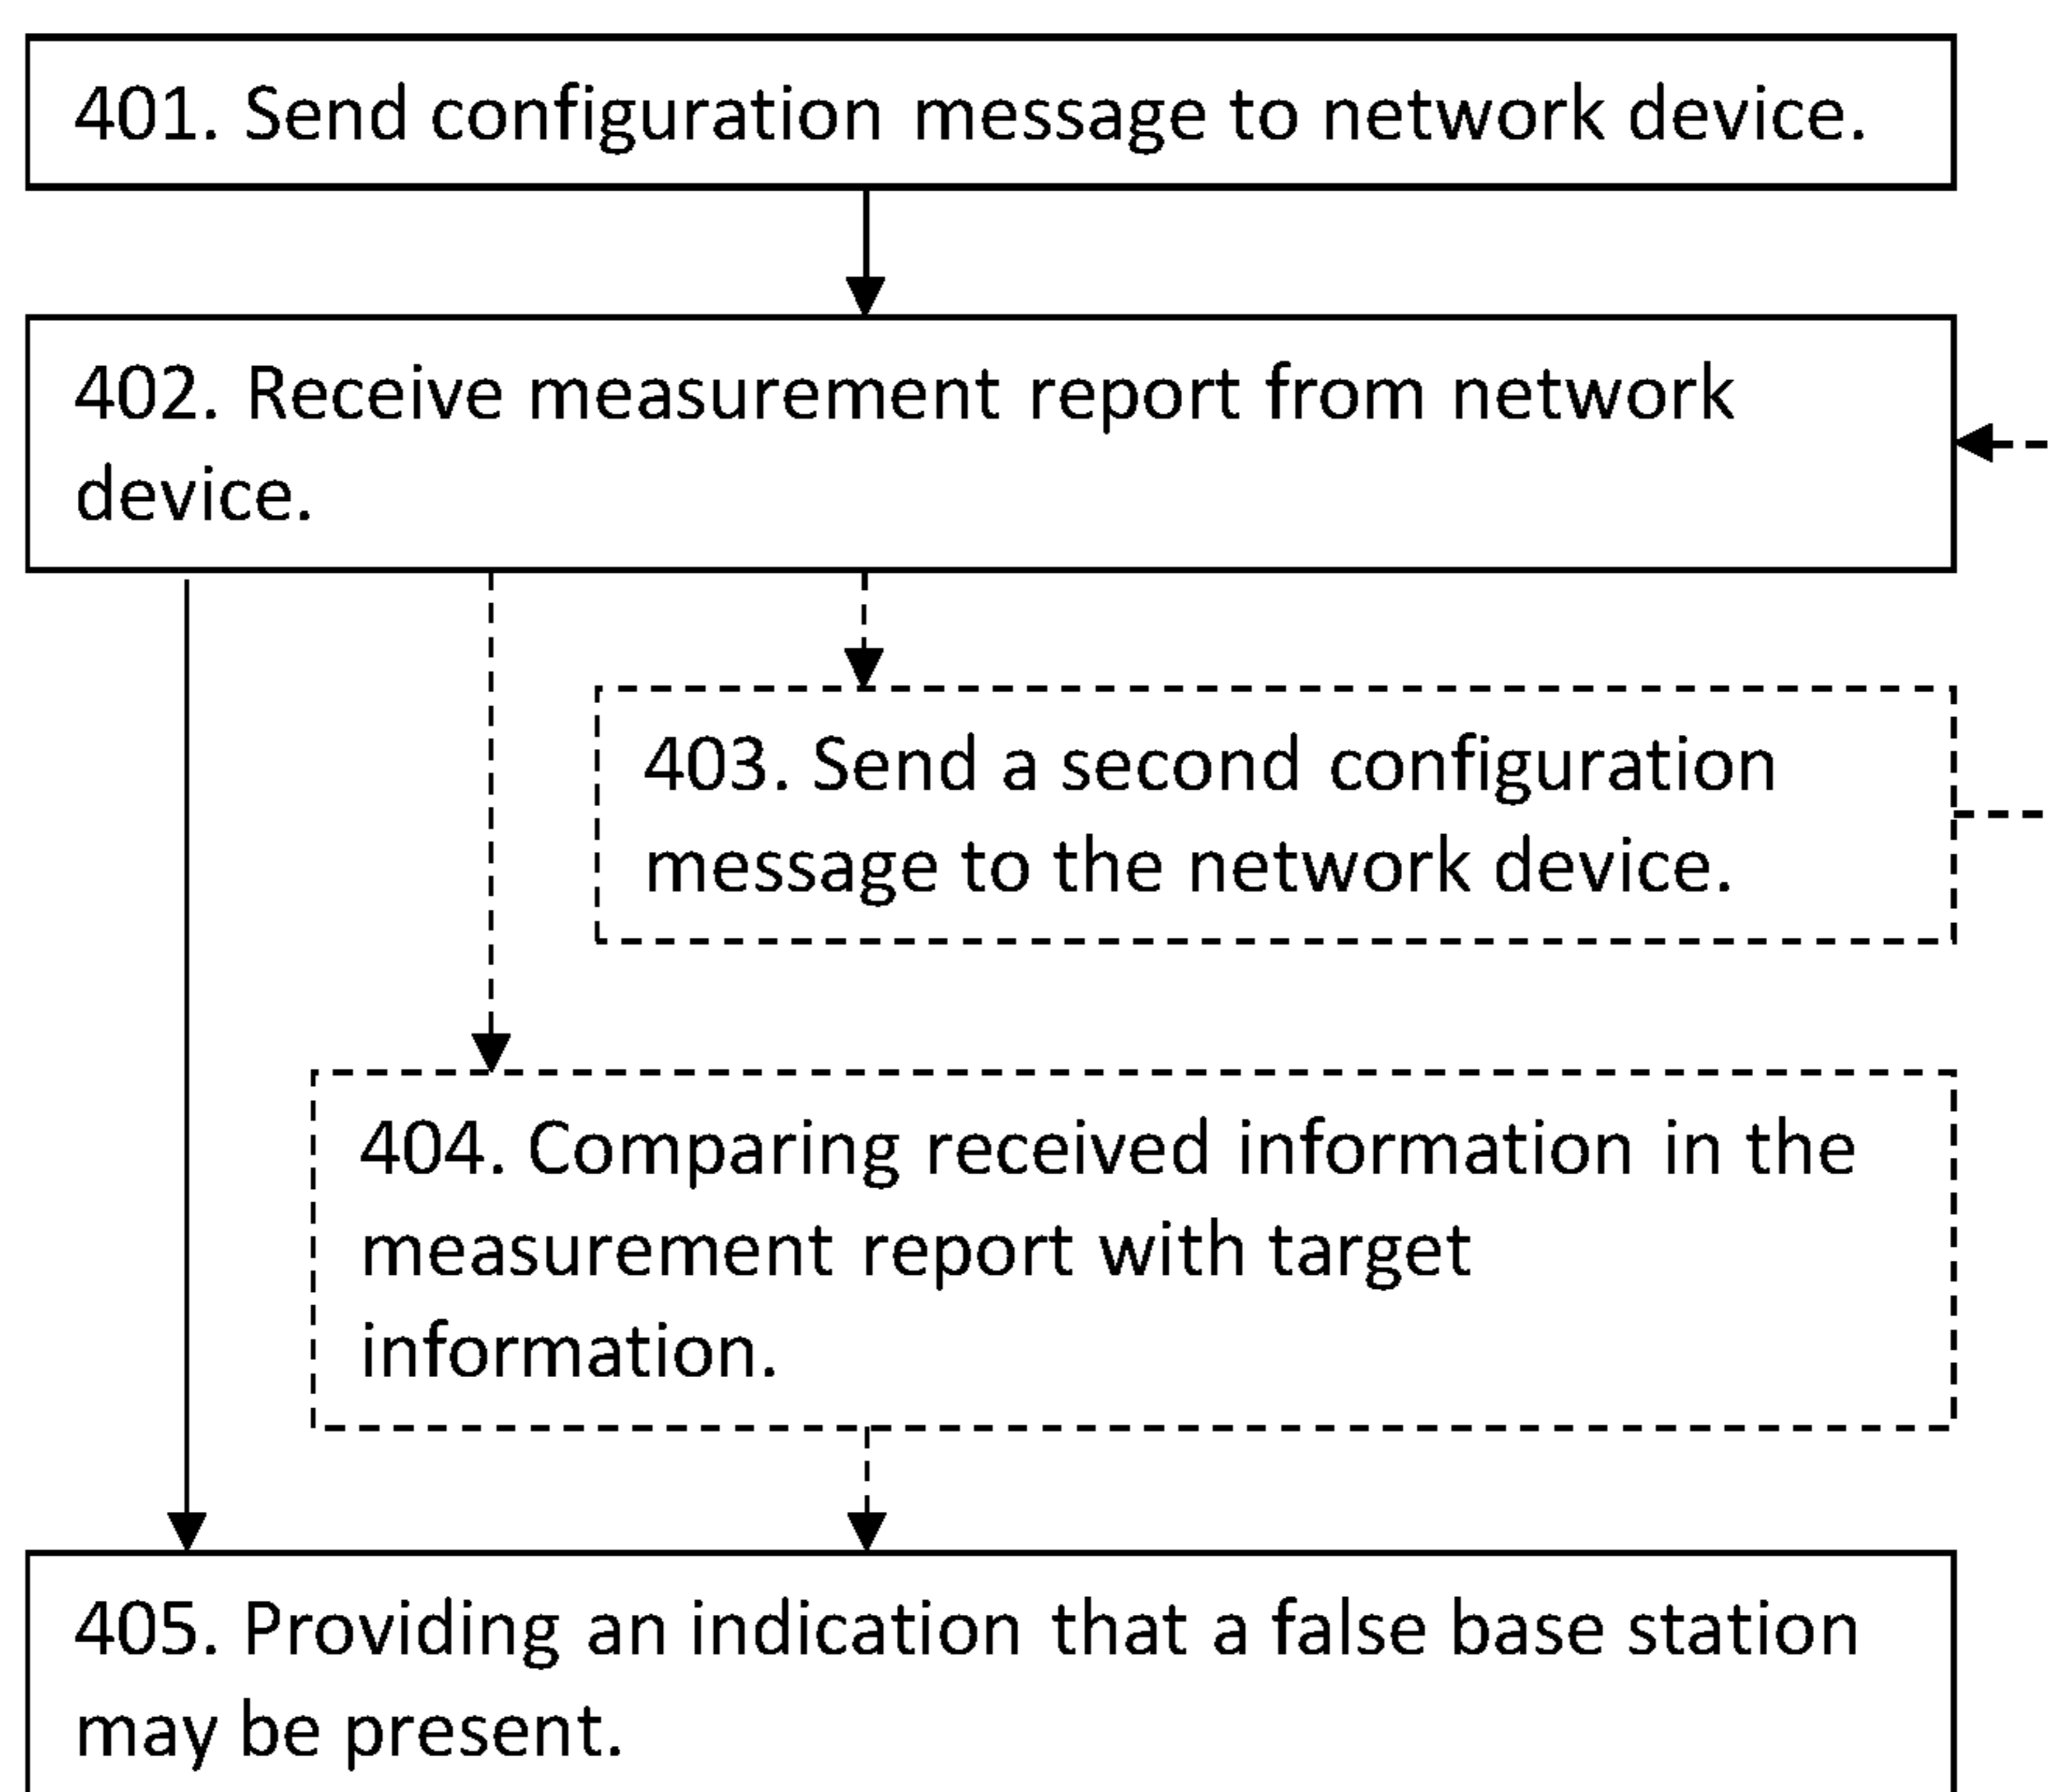 401. Send configuration message to network device.
402. Receive measurement report from network
device.
403. Send a second configuration
message to the network device.
404. Comparing received information in the
measurement report with target
information.
405. Providing an indication that a false base station
may be present.